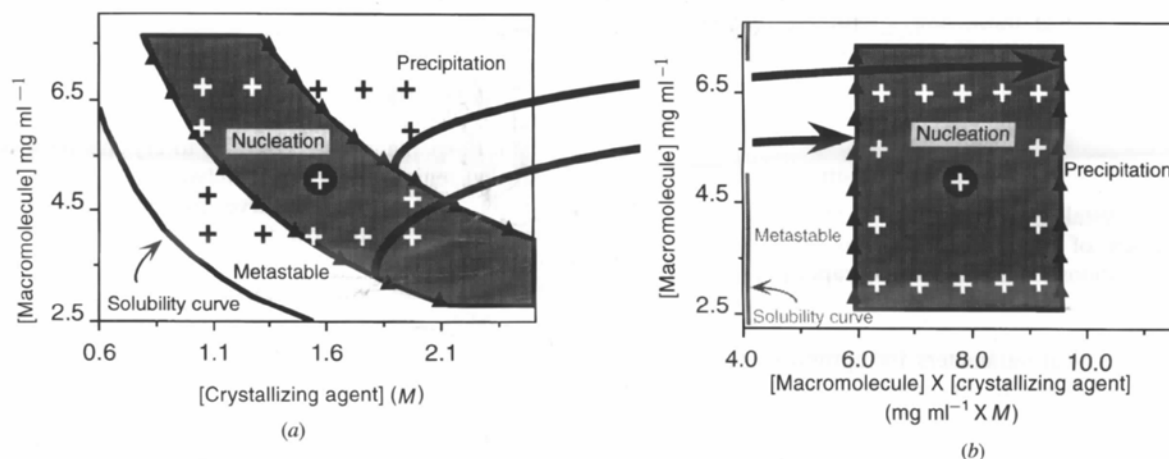 Precipitation
Nucleation
Metastable
Solubility curve
[Macromolecule] mg ml⁻¹
6.5
4.5
2.5
0.6
1.1
1.6
2.1
[Crystallizing agent] (M)
(a)
Nucleation
Precipitation
Metastable
Solubility curve
[Macromolecule] mg ml⁻¹
6.5
4.5
2.5
4.0
6.0
8.0
10.0
[Macromolecule] X [crystallizing agent]
(mg ml⁻¹ X M)
(b)